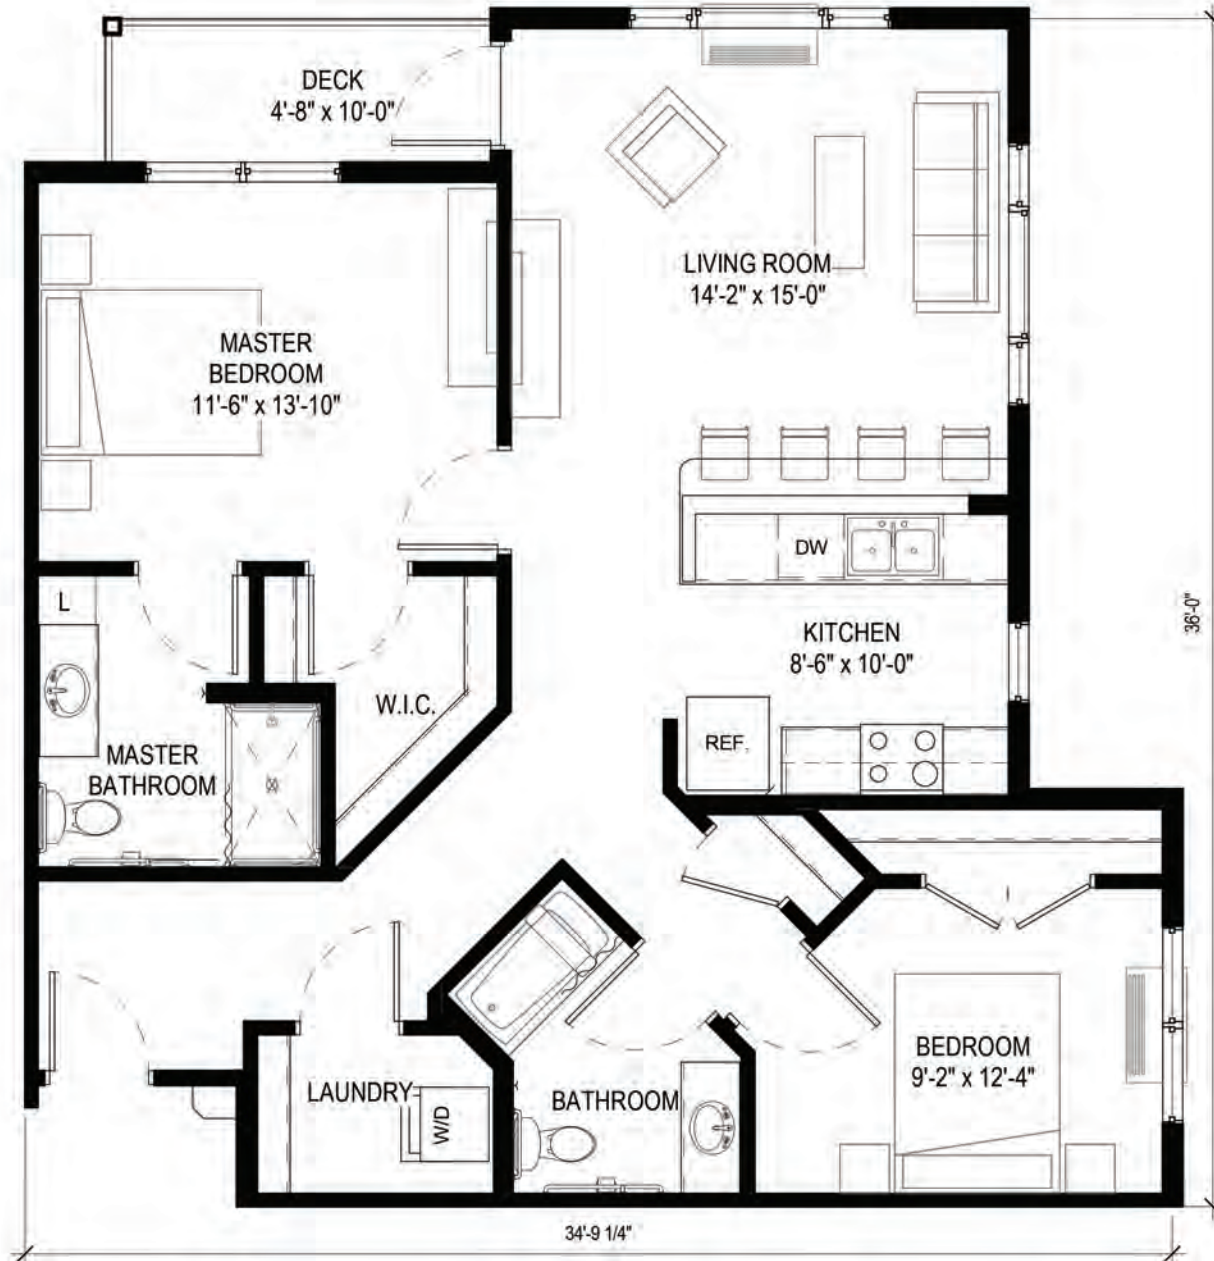 DECK
4'-8" x 10'-0"
LIVING ROOM
14'-2" x 15'-0"
MASTER
BEDROOM
11'-6" x 13'-10"
DW
L
KITCHEN
8'-6" x 10'-0"
36'-0"
W.I.C.
REF.
MASTER
BATHROOM
BEDROOM
9'-2" x 12'-4"
LAUNDRY
W/D
BATHROOM
34'-9 1/4"